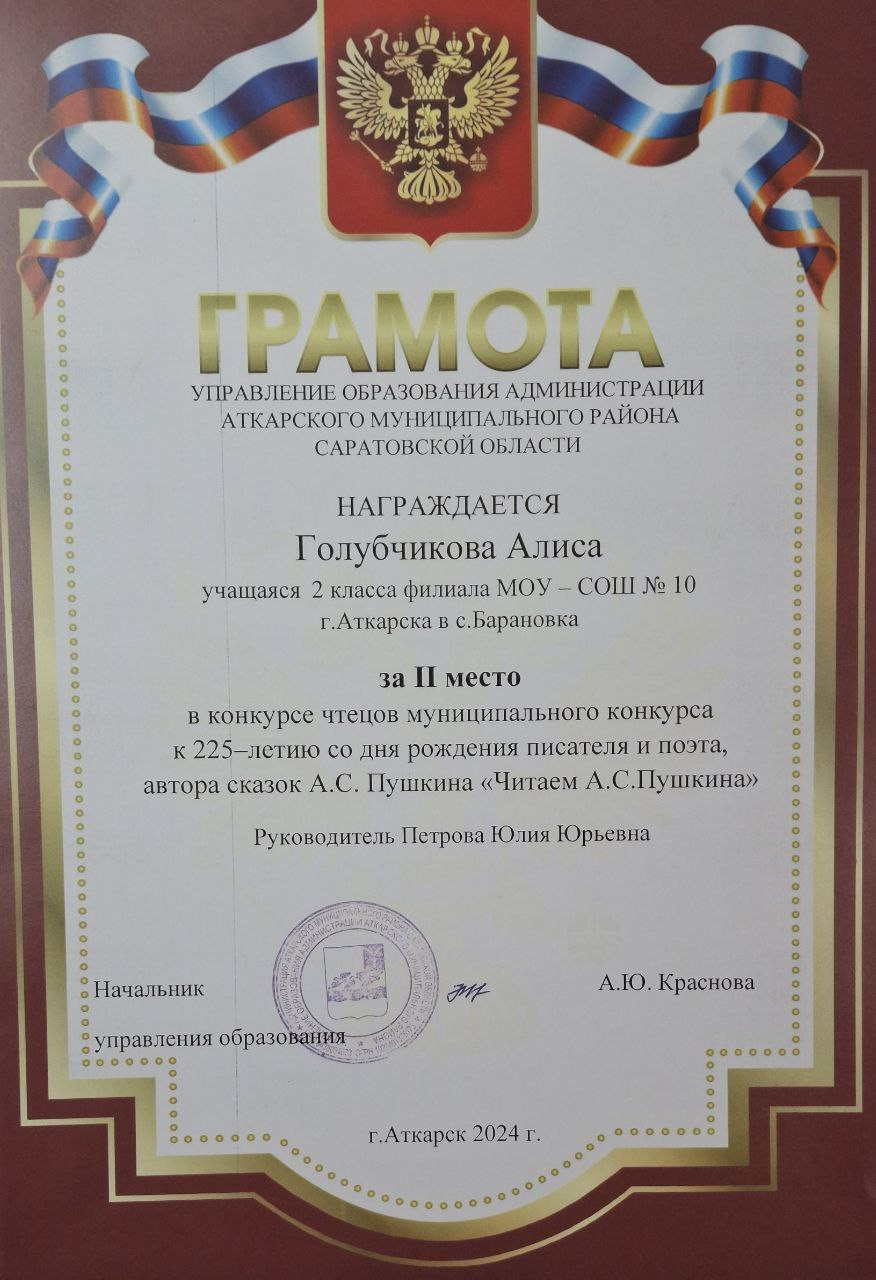 ГРАМОТА
УПРАВЛЕНИЕ ОБРАЗОВАНИЯ АДМИНИСТРАЦИИ
АТКАРСКОГО МУНИЦИПАЛЬНОГО РАЙОНА
САРАТОВСКОЙ ОБЛАСТИ
НАГРАЖДАЕТСЯ
Голубчикова Алиса
учащаяся 2 класса филиала МОУ – СОШ № 10
г.Аткарска в с.Барановка
за II место
в конкурсе чтецов муниципального конкурса
к 225–летию со дня рождения писателя и поэта,
автора сказок А.С. Пушкина «Читаем А.С.Пушкина»
Руководитель Петрова Юлия Юрьевна
Начальник
управления образования
А.Ю. Краснова
г.Аткарск 2024 г.